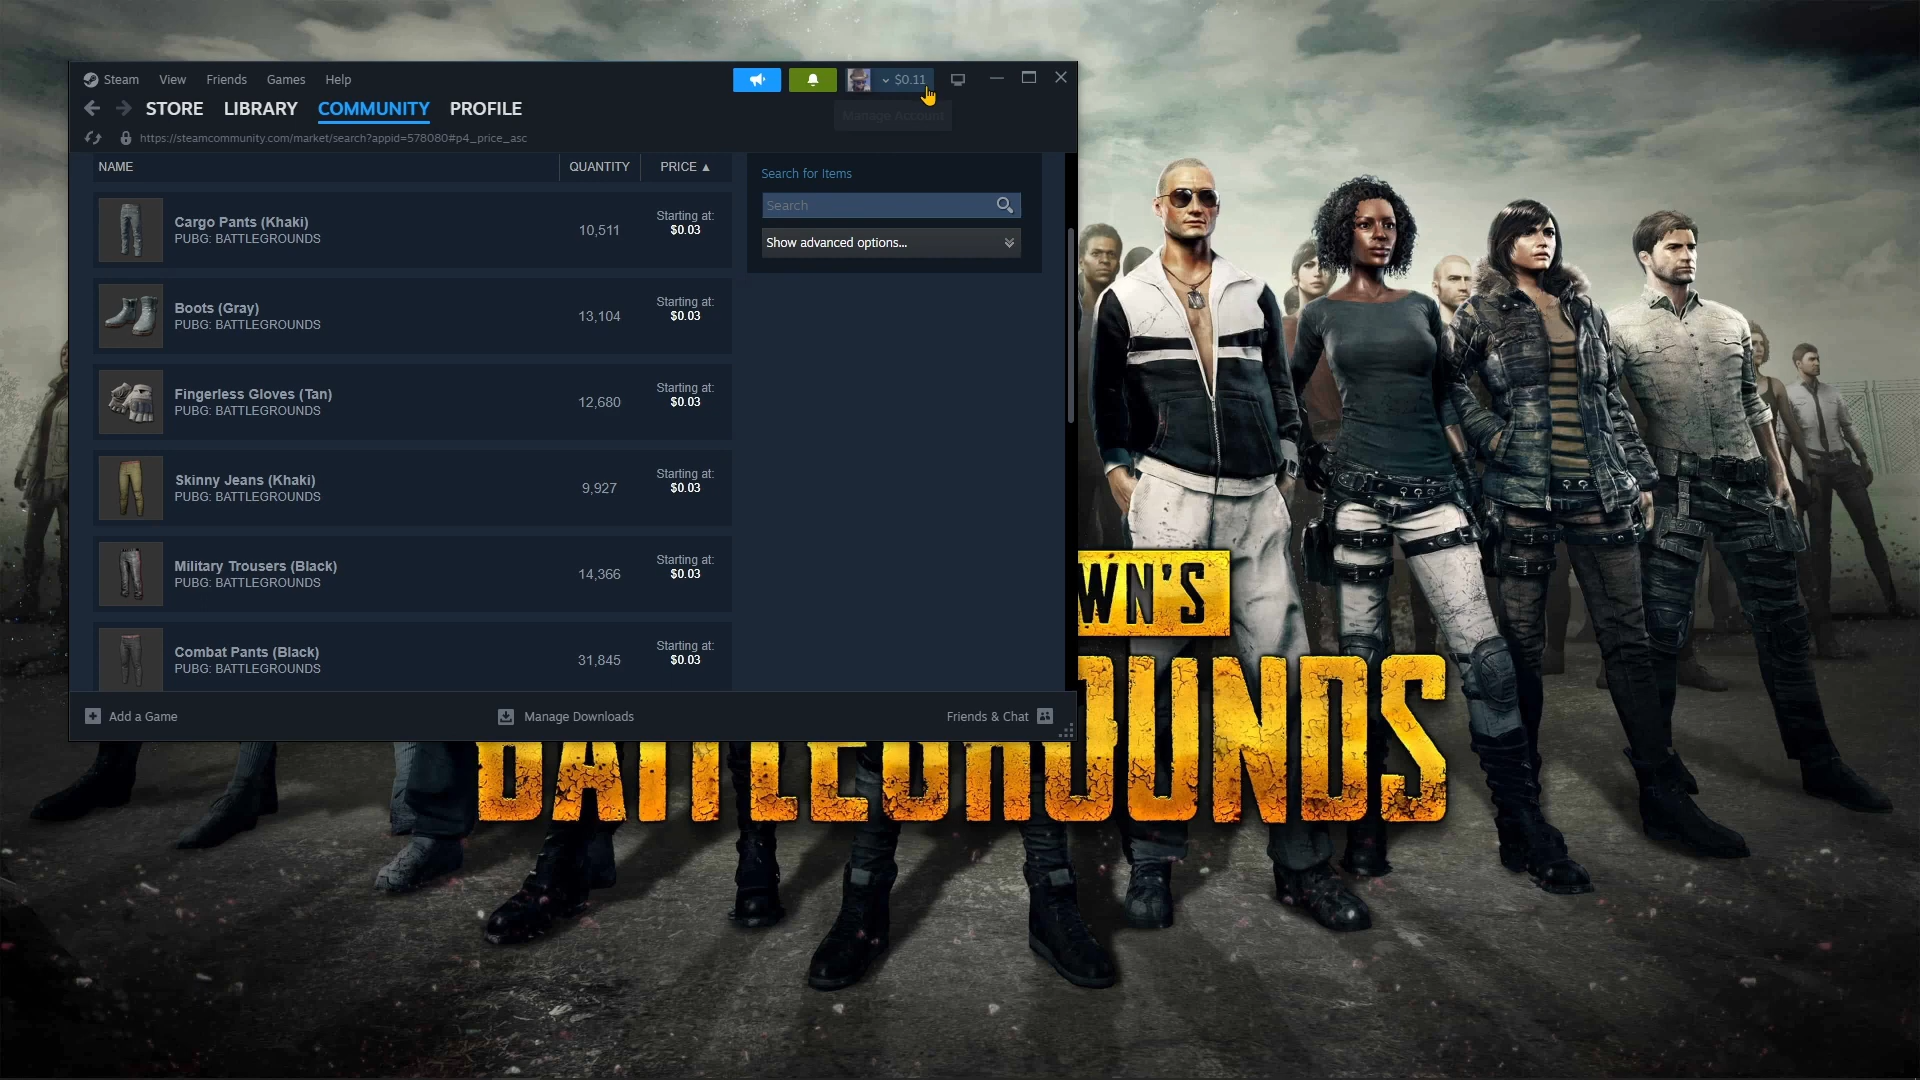 Steam View Friends Games Help $0.11
STORE LIBRARY COMMUNITY PROFILE
Manage Account
https://steamcommunity.com/market/search?appid=578080#p4_price_asc
NAME QUANTITY PRICE ▲
Search for Items
Search
Show advanced options...
Cargo Pants (Khaki)
PUBG: BATTLEGROUNDS
10,511
Starting at:
$0.03
Boots (Gray)
PUBG: BATTLEGROUNDS
13,104
Starting at:
$0.03
Fingerless Gloves (Tan)
PUBG: BATTLEGROUNDS
12,680
Starting at:
$0.03
Skinny Jeans (Khaki)
PUBG: BATTLEGROUNDS
9,927
Starting at:
$0.03
Military Trousers (Black)
PUBG: BATTLEGROUNDS
14,366
Starting at:
$0.03
Combat Pants (Black)
PUBG: BATTLEGROUNDS
31,845
Starting at:
$0.03
Add a Game Manage Downloads Friends & Chat
WN'S
BATTLEGROUNDS